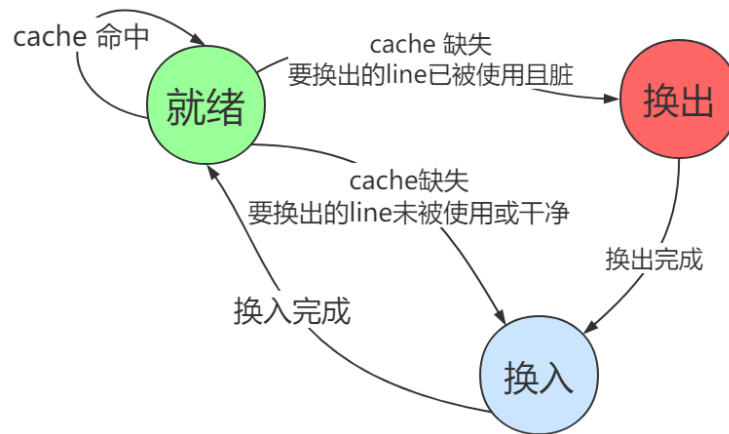 cache 命中
cache 缺失
要换出的line已被使用且脏
就绪
换出
cache缺失
要换出的line未被使用或干净
换出完成
换入完成
换入